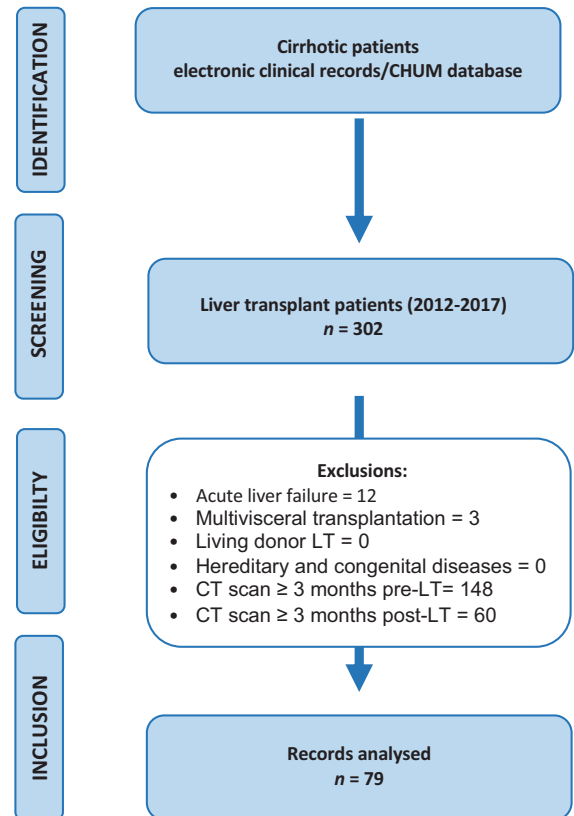 IDENTIFICATION
Cirrhotic patients
electronic clinical records/CHUM database
SCREENING
Liver transplant patients (2012-2017)
n = 302
ELIGIBILTY
Exclusions:
• Acute liver failure = 12
• Multivisceral transplantation = 3
• Living donor LT = 0
• Hereditary and congenital diseases = 0
• CT scan ≥ 3 months pre-LT= 148
• CT scan ≥ 3 months post-LT = 60
INCLUSION
Records analysed
n = 79